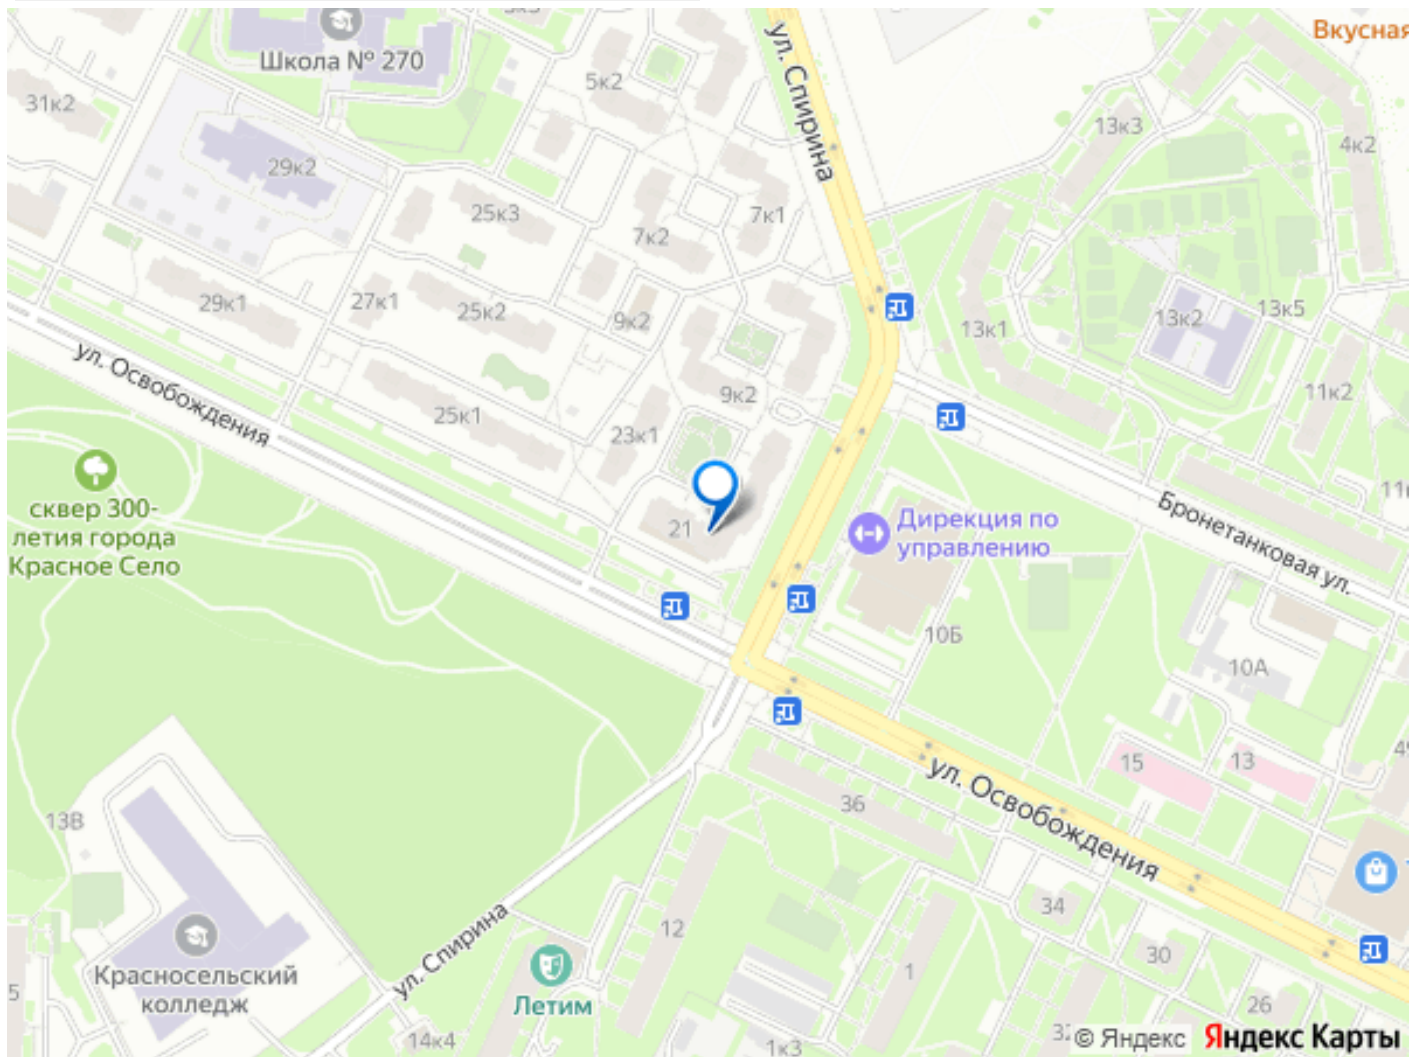 Вкусная
Школа № 270
ул. Спирина
5к2
31к2
13к3
4к2
29к2
25к3
7к1
7к2
29к1
27к1
25к2
9к2
13к1
13к2
13к5
ул. Освобождения
9к2
11к2
25к1
23к1
сквер 300-
летия города
Красное Село
21
Дирекция по
управлению
Бронетанковая ул.
10Б
10А
15
13
36
ул. Освобождения
13В
34
12
Красносельский
колледж
ул. Спирина
Летим
1
30
26
14к4
1к3
© Яндекс
Яндекс Карты